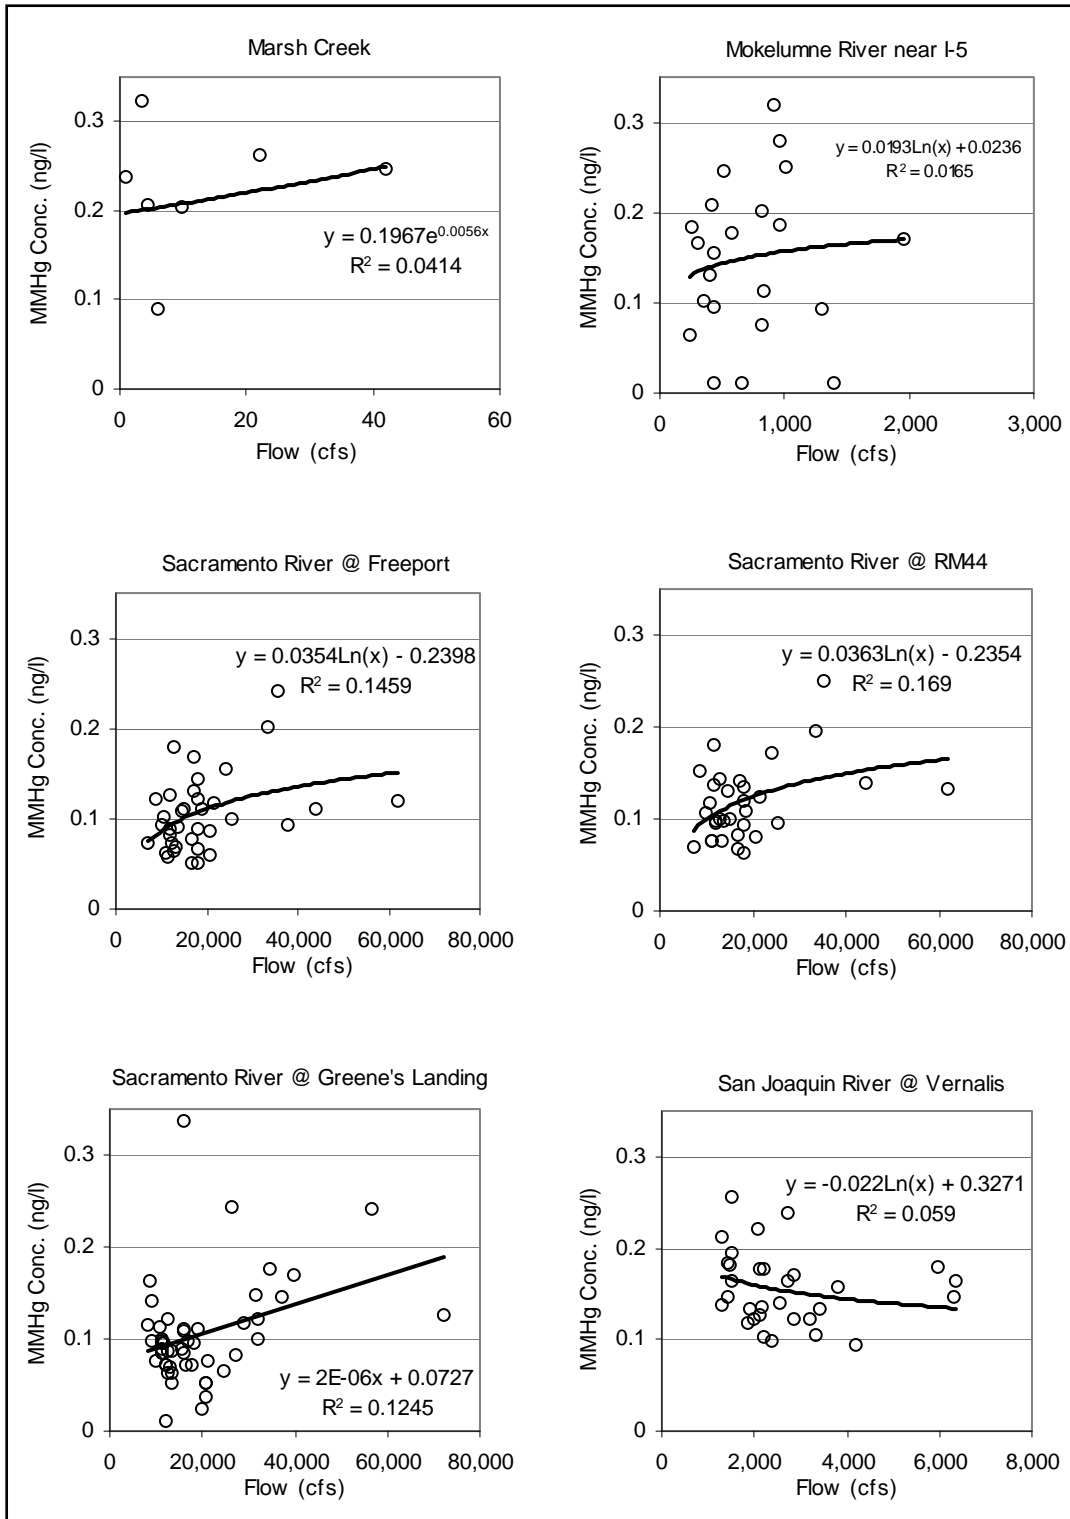 Marsh Creek
MMHg Conc. (ng/l)
0.3
0.2
0.1
0
y = 0.1967e^0.0056x
R² = 0.0414
0 20 40 60
Flow (cfs)
Mokelumne River near I-5
MMHg Conc. (ng/l)
0.3
0.2
0.1
0
y = 0.0193Ln(x) + 0.0236
R² = 0.0165
0 1,000 2,000 3,000
Flow (cfs)
Sacramento River @ Freeport
MMHg Conc. (ng/l)
0.3
0.2
0.1
0
y = 0.0354Ln(x) - 0.2398
R² = 0.1459
0 20,000 40,000 60,000 80,000
Flow (cfs)
Sacramento River @ RM44
MMHg Conc. (ng/l)
0.3
0.2
0.1
0
y = 0.0363Ln(x) - 0.2354
R² = 0.169
0 20,000 40,000 60,000 80,000
Flow (cfs)
Sacramento River @ Greene's Landing
MMHg Conc. (ng/l)
0.3
0.2
0.1
0
y = 2E-06x + 0.0727
R² = 0.1245
0 20,000 40,000 60,000 80,000
Flow (cfs)
San Joaquin River @ Vernalis
MMHg Conc. (ng/l)
0.3
0.2
0.1
0
y = -0.022Ln(x) + 0.3271
R² = 0.059
0 2,000 4,000 6,000 8,000
Flow (cfs)